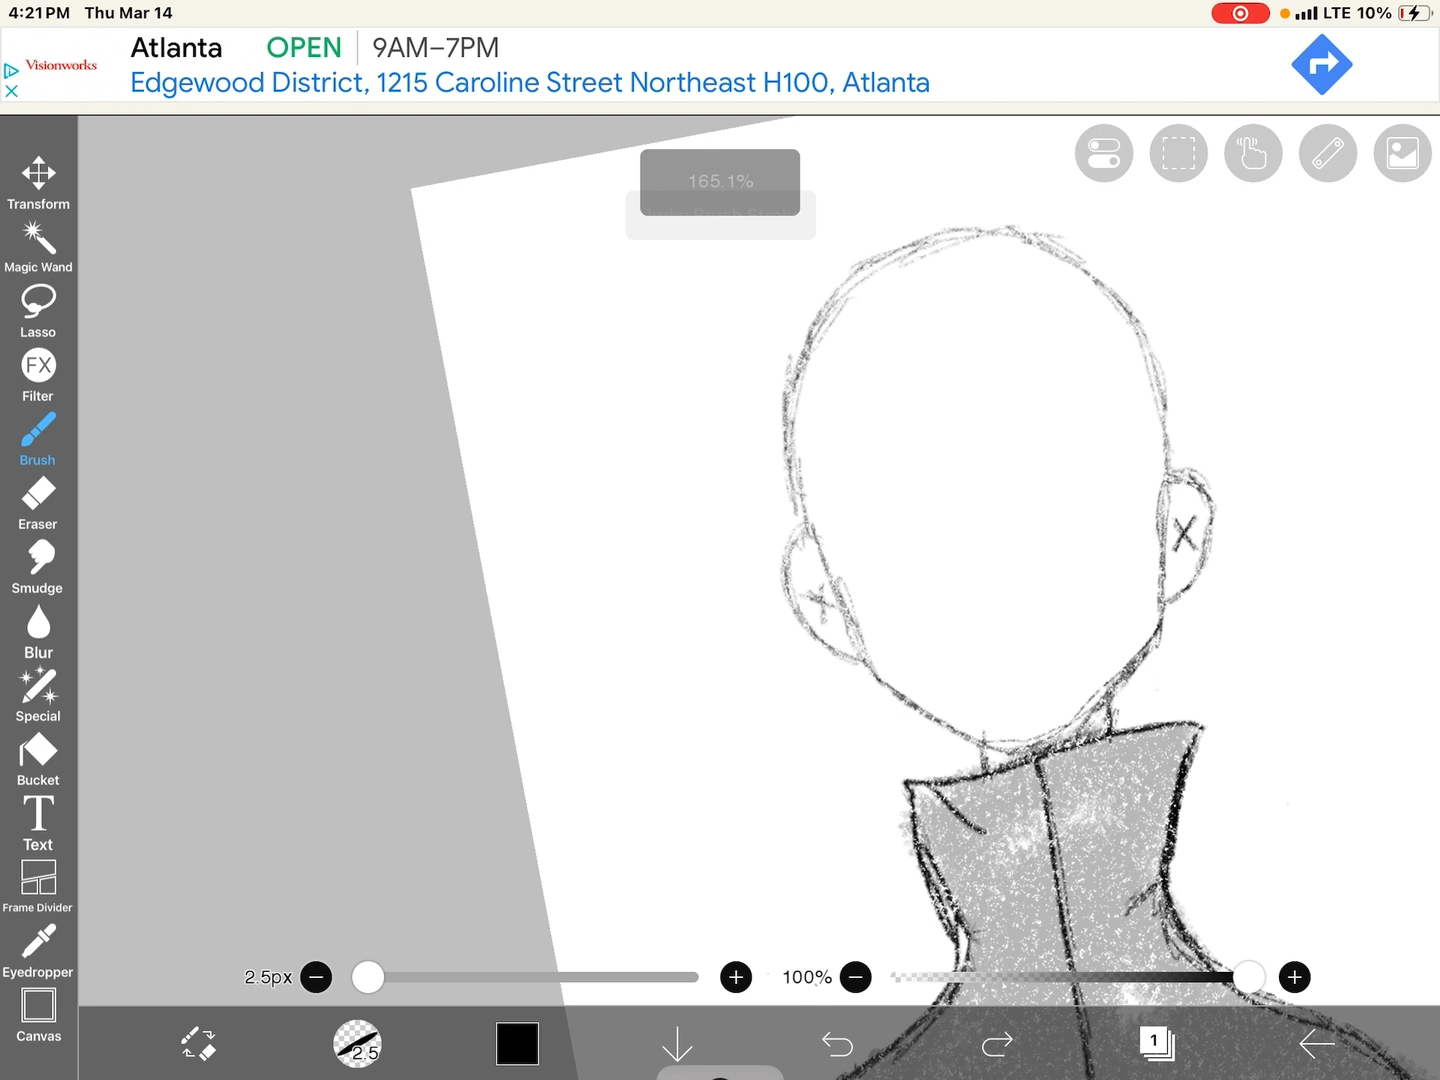 4:21 PM Thu Mar 14
LTE 10%
Visionworks
Atlanta OPEN 9AM–7PM
Edgewood District, 1215 Caroline Street Northeast H100, Atlanta
165.1%
Transform
Magic Wand
Lasso
FX
Filter
Brush
Eraser
Smudge
Blur
Special
Bucket
T
Text
Frame Divider
Eyedropper
Canvas
2.5px
100%
2.5
1